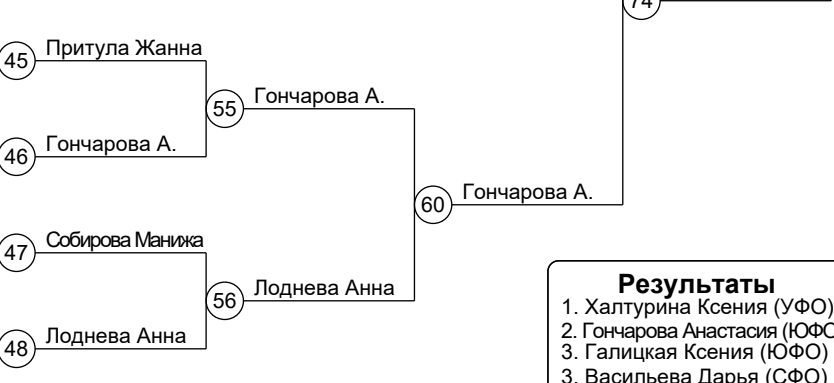 74
45 Притула Жанна
55 Гончарова А.
46 Гончарова А.
60 Гончарова А.
47 Собирова Манижа
56 Лоднева Анна
48 Лоднева Анна
Результаты
1. Халтурина Ксения (УФО)
2. Гончарова Анастасия (ЮФО
3. Галицкая Ксения (ЮФО)
3. Васильева Дарья (СФО)